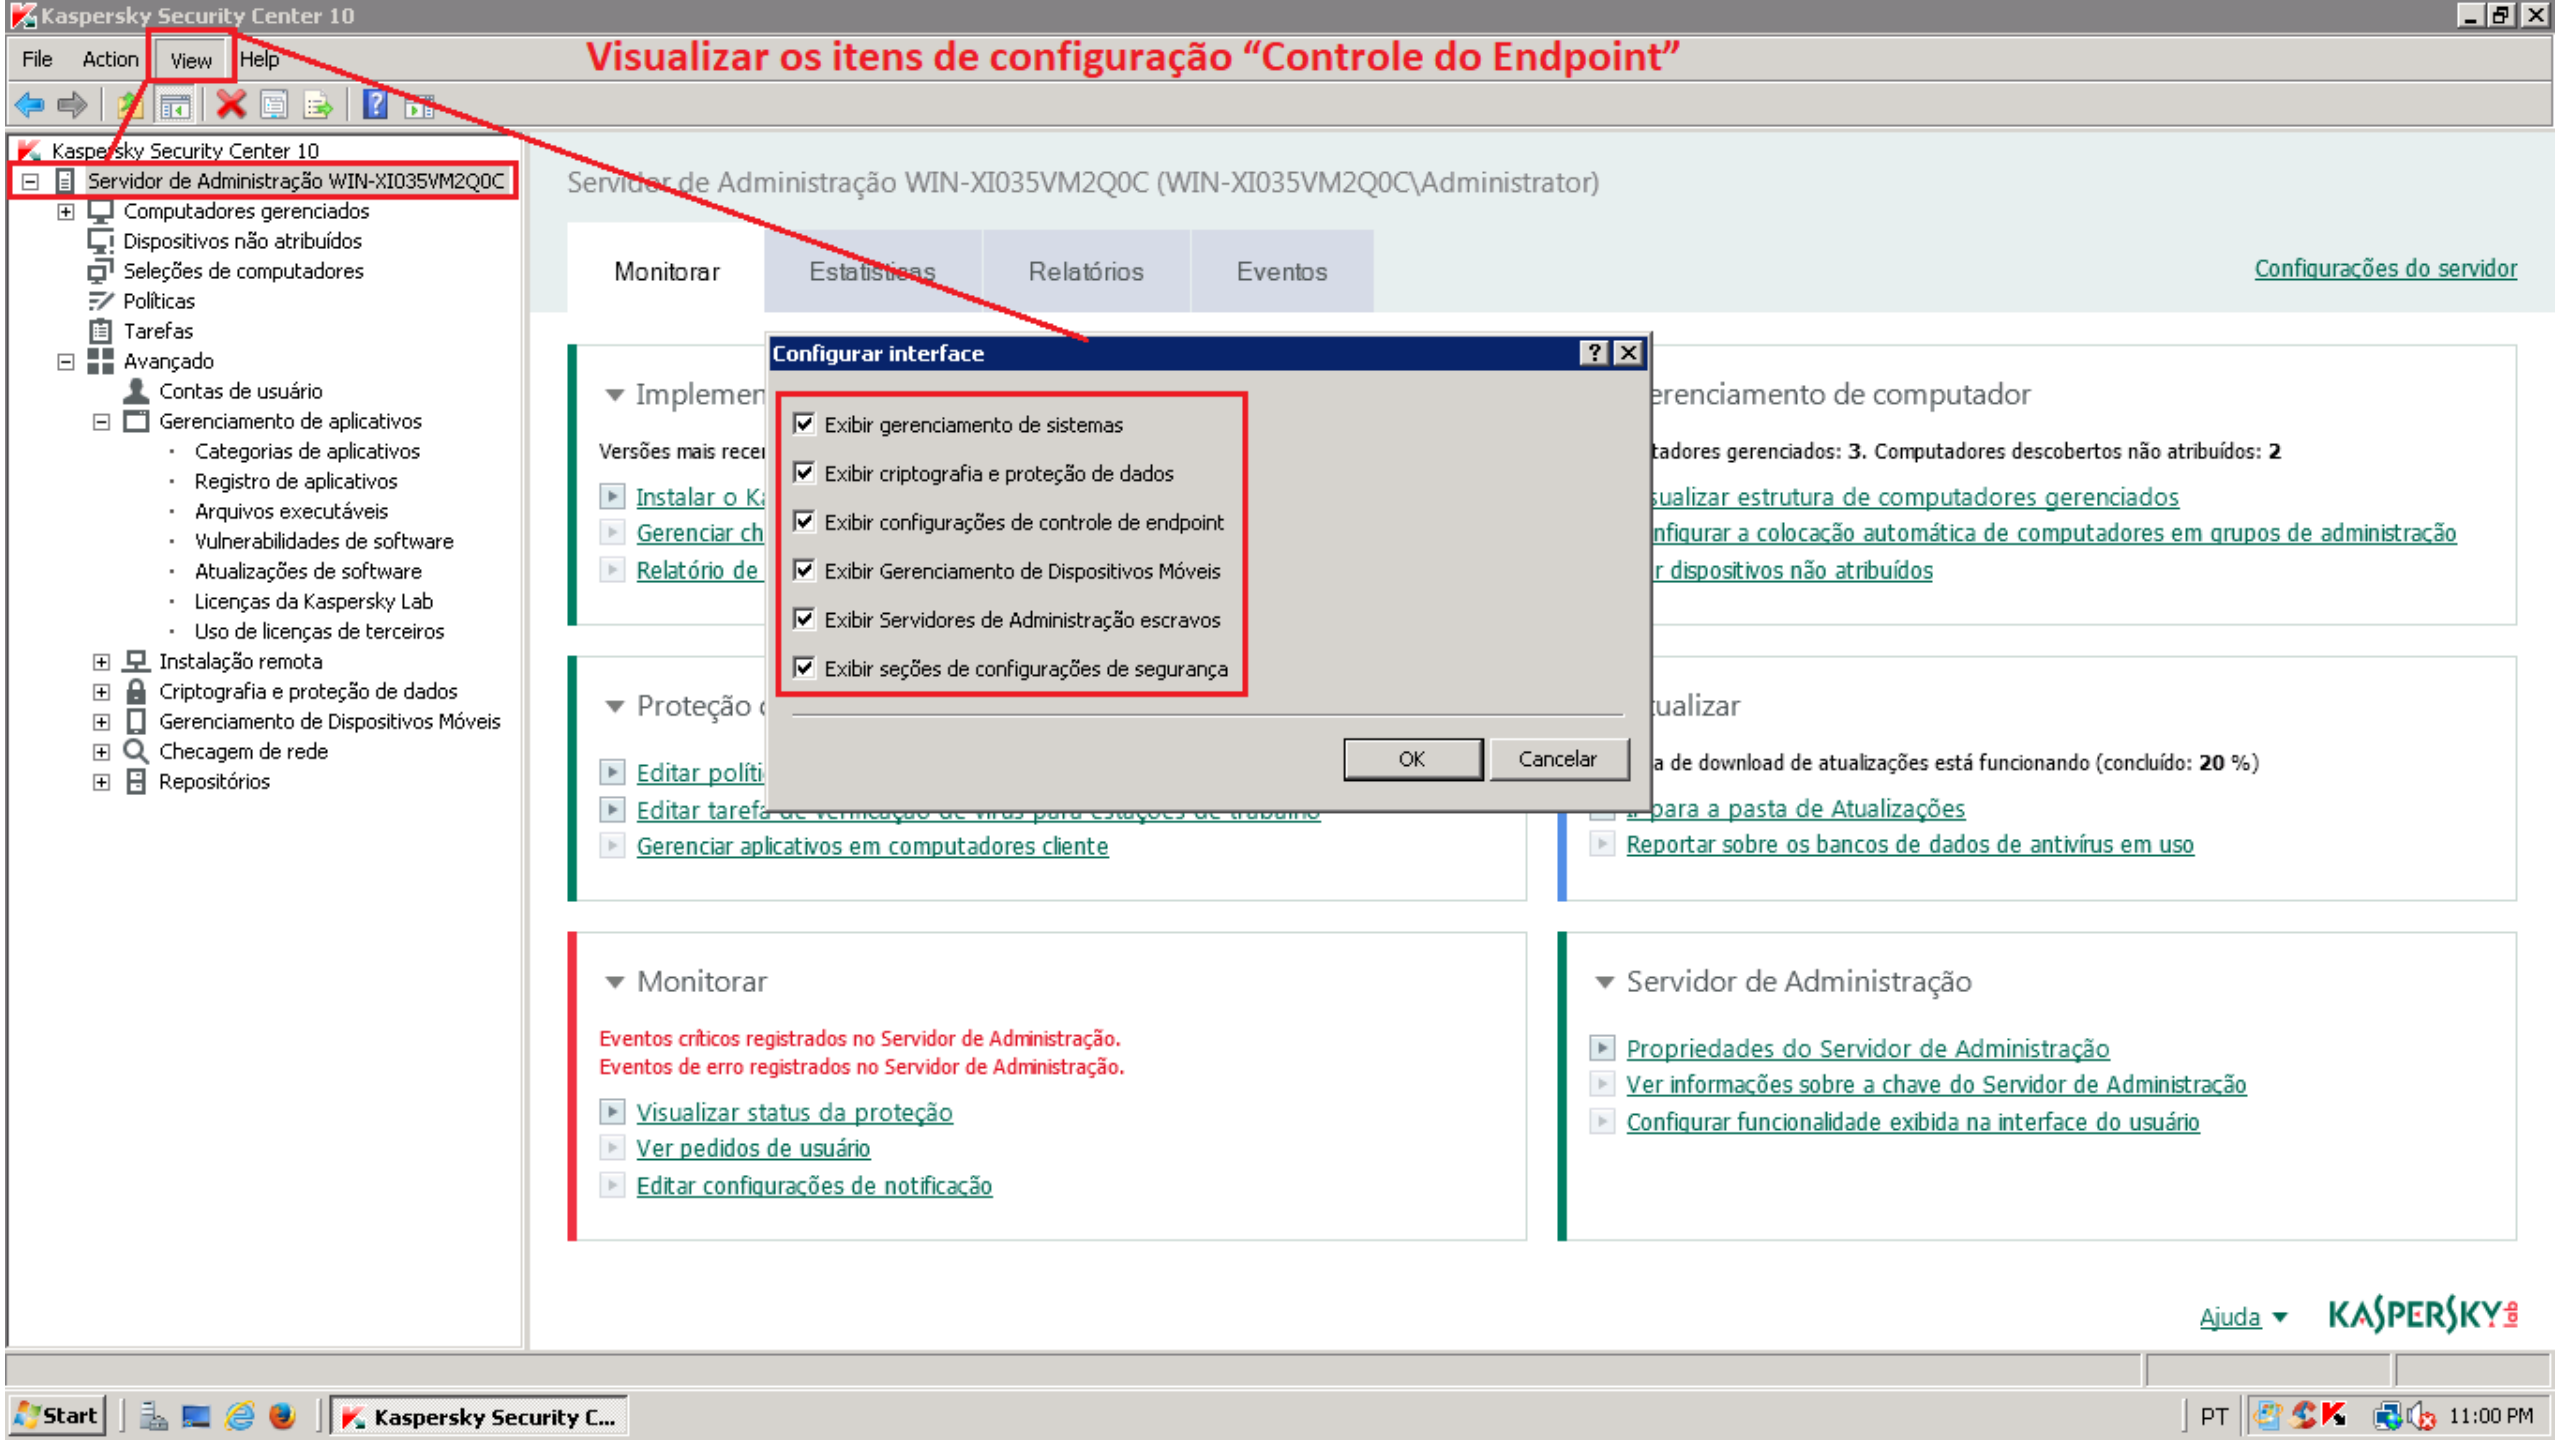 Kaspersky Security Center 10
File Action View Help
Visualizar os itens de configuração “Controle do Endpoint”
Kaspersky Security Center 10
Servidor de Administração WIN-XI035VM2Q0C
Computadores gerenciados
Dispositivos não atribuídos
Seleções de computadores
Políticas
Tarefas
Avançado
Contas de usuário
Gerenciamento de aplicativos
Categorias de aplicativos
Registro de aplicativos
Arquivos executáveis
Vulnerabilidades de software
Atualizações de software
Licenças da Kaspersky Lab
Uso de licenças de terceiros
Instalação remota
Criptografia e proteção de dados
Gerenciamento de Dispositivos Móveis
Checagem de rede
Repositórios
Servidor de Administração WIN-XI035VM2Q0C (WIN-XI035VM2Q0C\Administrator)
Monitorar Estatísticas Relatórios Eventos
Configurações do servidor
Configurar interface
Exibir gerenciamento de sistemas
Exibir criptografia e proteção de dados
Exibir configurações de controle de endpoint
Exibir Gerenciamento de Dispositivos Móveis
Exibir Servidores de Administração escravos
Exibir seções de configurações de segurança
OK Cancelar
Implemen
Versões mais recer
Instalar o K
Gerenciar ch
Relatório de
erenciamento de computador
tadores gerenciados: 3. Computadores descobertos não atribuídos: 2
sualizar estrutura de computadores gerenciados
nfigurar a colocação automática de computadores em grupos de administração
r dispositivos não atribuídos
Proteção
Editar políti
Editar tarefa de verificação de vírus para estações de trabalho
Gerenciar aplicativos em computadores cliente
ualizar
a de download de atualizações está funcionando (concluído: 20 %)
Ir para a pasta de Atualizações
Reportar sobre os bancos de dados de antivírus em uso
Monitorar
Eventos críticos registrados no Servidor de Administração.
Eventos de erro registrados no Servidor de Administração.
Visualizar status da proteção
Ver pedidos de usuário
Editar configurações de notificação
Servidor de Administração
Propriedades do Servidor de Administração
Ver informações sobre a chave do Servidor de Administração
Configurar funcionalidade exibida na interface do usuário
Ajuda KASPERSKY lab
Start Kaspersky Security C... PT 11:00 PM